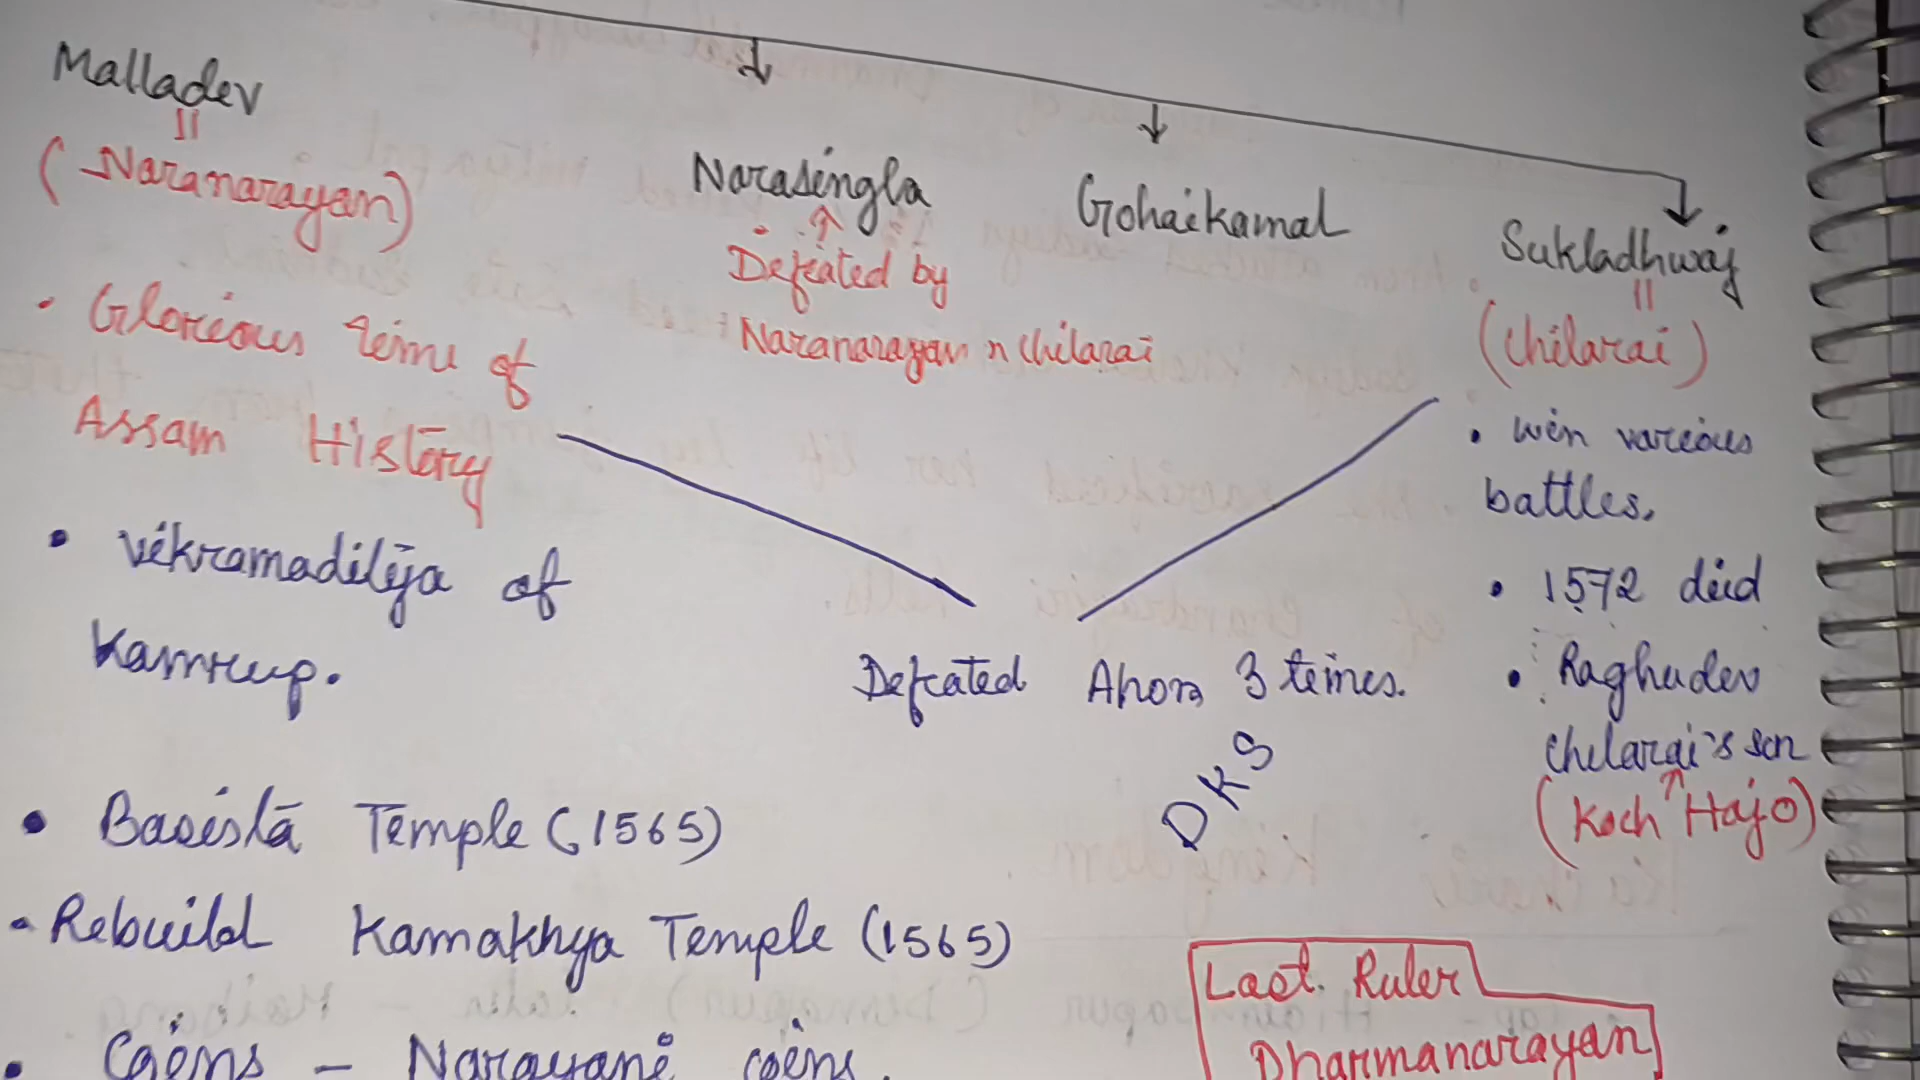 Malladev
(Naranarayan)
• Glorious time of
Assam History
• vikramaditya of
Kamrup.
Narasingha
Defeated by
Naranarayan n Chilarai
Gohaikamal
Sukladhwaj
(Chilarai)
• win various
battles.
• 1572 died
• Raghudev
Chilarai's son
(Koch Hajo)
Defeated Ahom 3 times.
DKS
• Basista Temple (1565)
• Rebuild Kamakhya Temple (1565)
• Coins – Narayani coins.
Last. Ruler
Dharmanarayan